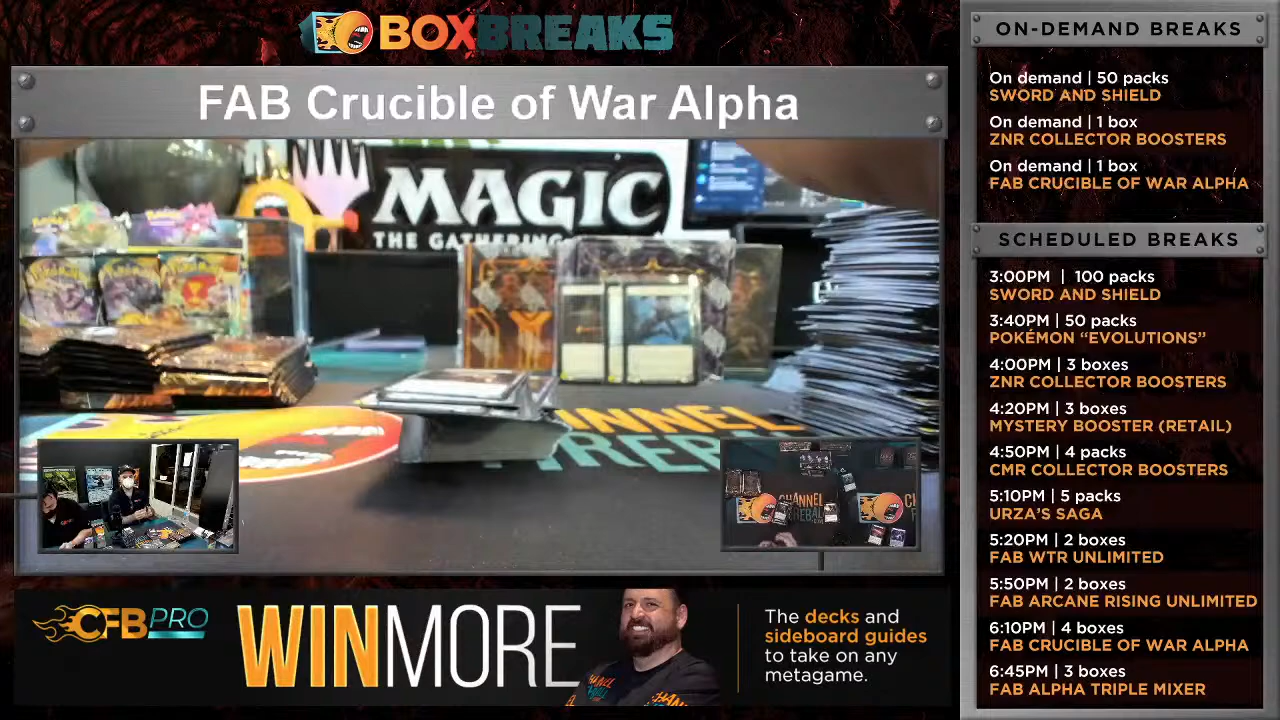 BOXBREAKS
FAB Crucible of War Alpha
MAGIC
THE GATHERING
CHANNEL
FIREBALL
CFBPRO
WINMORE
The decks and
sideboard guides
to take on any
metagame.
ON-DEMAND BREAKS
On demand | 50 packs
SWORD AND SHIELD
On demand | 1 box
ZNR COLLECTOR BOOSTERS
On demand | 1 box
FAB CRUCIBLE OF WAR ALPHA
SCHEDULED BREAKS
3:00PM | 100 packs
SWORD AND SHIELD
3:40PM | 50 packs
POKÉMON “EVOLUTIONS”
4:00PM | 3 boxes
ZNR COLLECTOR BOOSTERS
4:20PM | 3 boxes
MYSTERY BOOSTER (RETAIL)
4:50PM | 4 packs
CMR COLLECTOR BOOSTERS
5:10PM | 5 packs
URZA’S SAGA
5:20PM | 2 boxes
FAB WTR UNLIMITED
5:50PM | 2 boxes
FAB ARCANE RISING UNLIMITED
6:10PM | 4 boxes
FAB CRUCIBLE OF WAR ALPHA
6:45PM | 3 boxes
FAB ALPHA TRIPLE MIXER